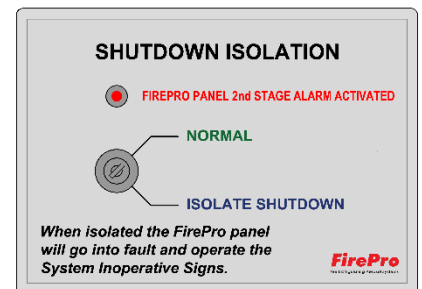 SHUTDOWN ISOLATION
FIREPRO PANEL 2nd STAGE ALARM ACTIVATED
NORMAL
ISOLATE SHUTDOWN
When isolated the FirePro panel
will go into fault and operate the
System Inoperative Signs.
FirePro